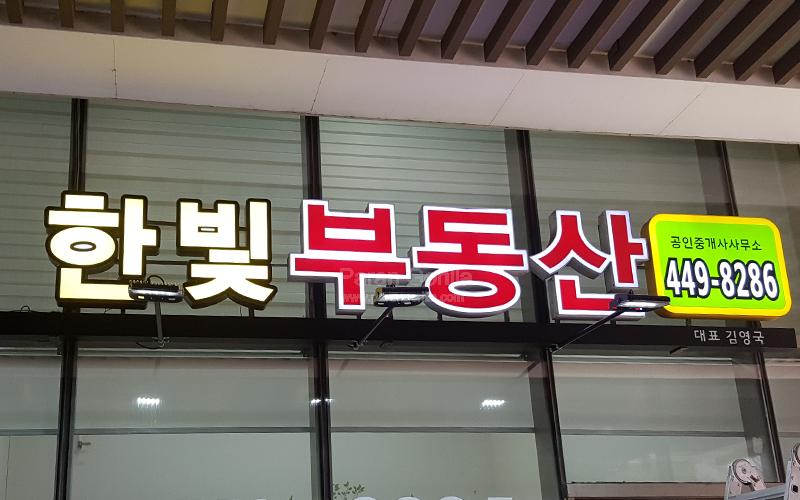 한빛 부동산
공인중개사사무소
449-8286
대표 김영국